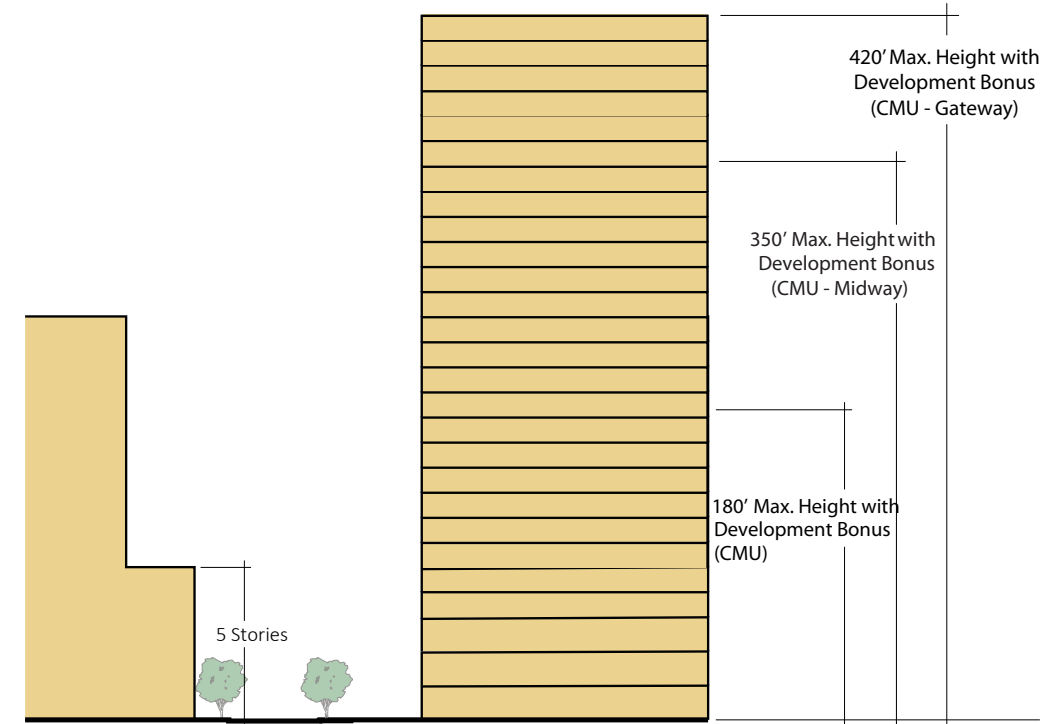 420' Max. Height with
Development Bonus
(CMU - Gateway)
350' Max. Height with
Development Bonus
(CMU - Midway)
180' Max. Height with
Development Bonus
(CMU)
5 Stories